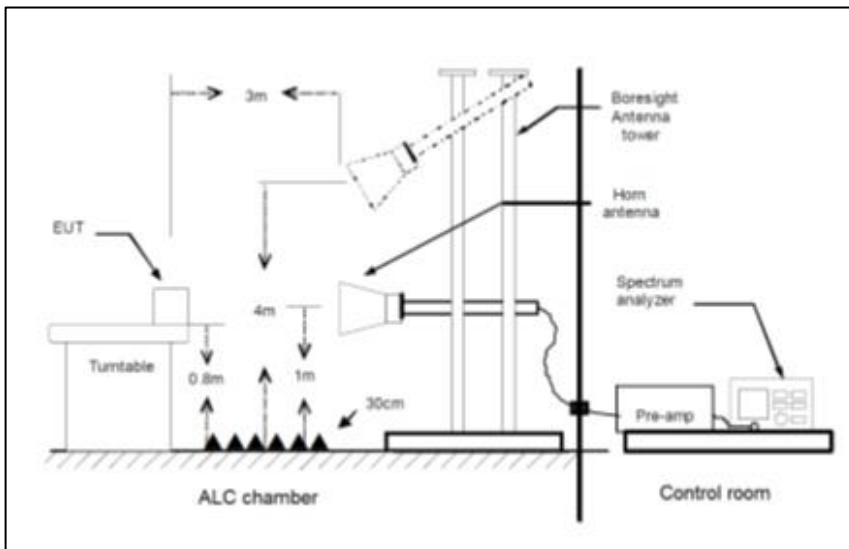 3m
Boresight
Antenna
tower
Horn
antenna
EUT
Spectrum
analyzer
4m
Turntable
0.8m
1m
30cm
Pre-amp
ALC chamber
Control room